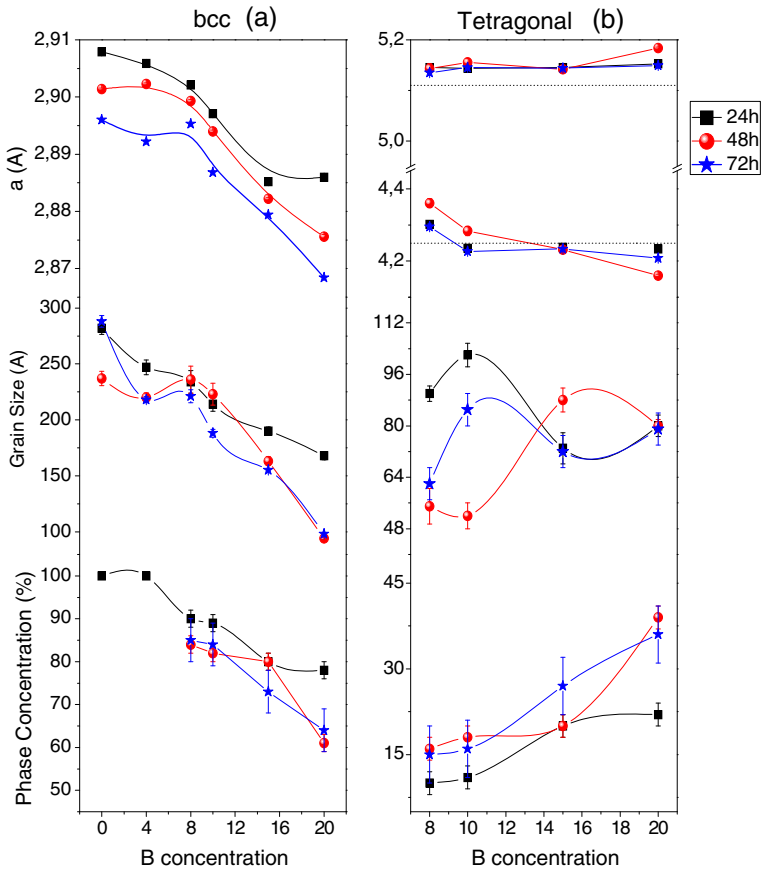 bcc (a)
Tetragonal (b)
2,91
2,90
2,89
2,88
2,87
a (A)
300
250
200
150
100
Grain Size (A)
100
90
80
70
60
50
Phase Concentration (%)
0 4 8 10 12 16 20
B concentration
5,2
5,0
4,4
4,2
112
96
80
64
48
45
30
15
8 10 12 14 16 18 20
B concentration
24h
48h
72h